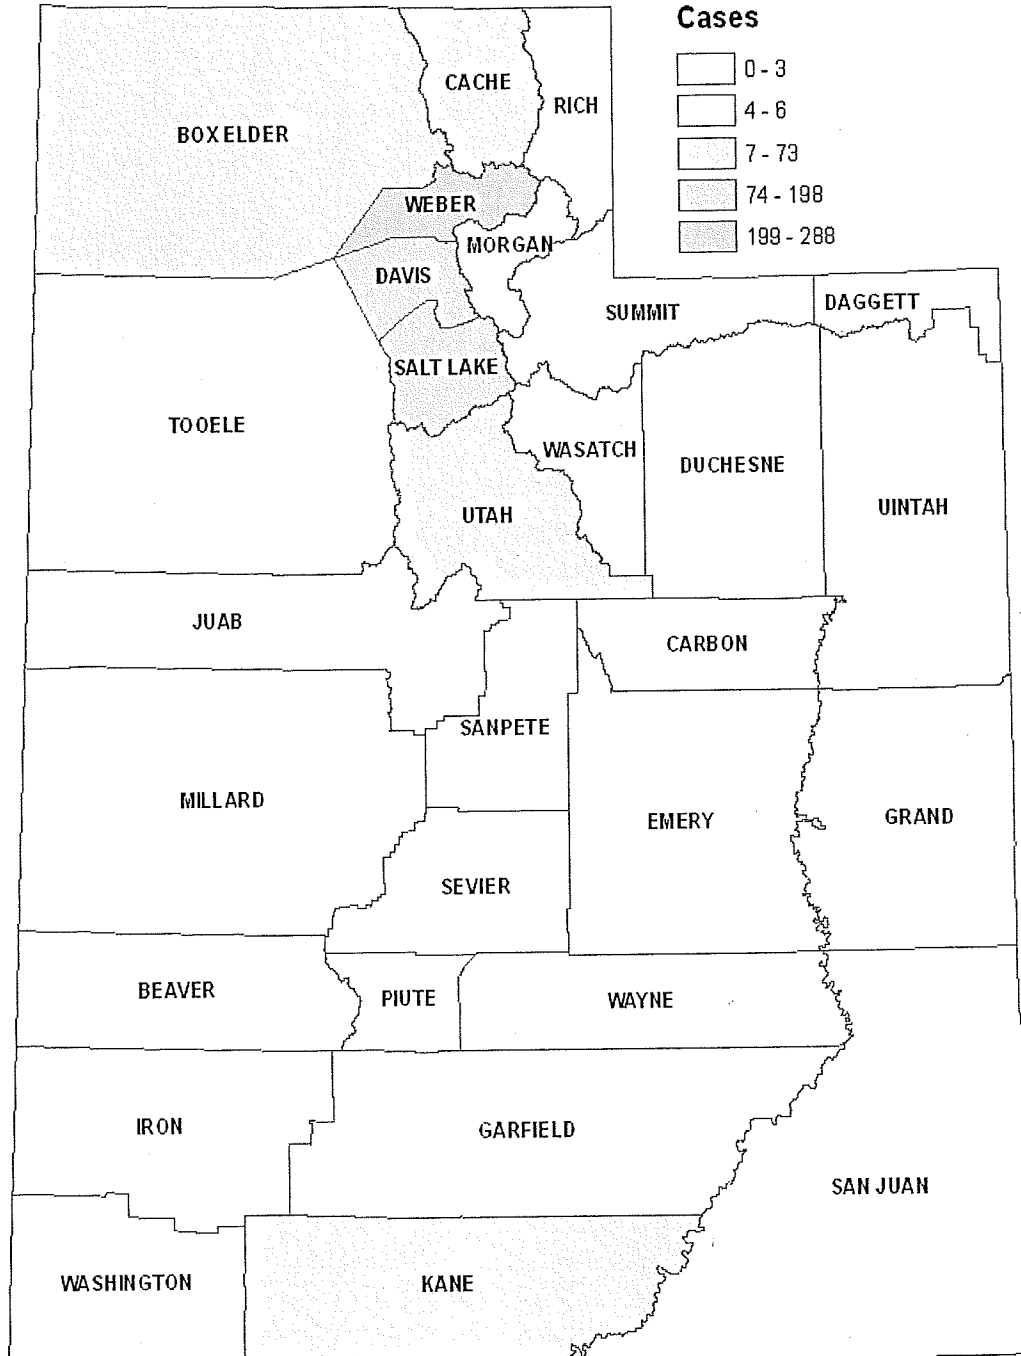 Cases
0 - 3
4 - 6
7 - 73
74 - 198
199 - 288
CACHE
RICH
BOX ELDER
WEBER
MORGAN
DAVIS
SUMMIT
DAGGETT
SALT LAKE
TOOELE
WASATCH
DUCHESNE
UINTAH
UTAH
JUAB
CARBON
SANPETE
MILLARD
EMERY
GRAND
SEVIER
BEAVER
PIUTE
WAYNE
IRON
GARFIELD
SAN JUAN
WASHINGTON
KANE